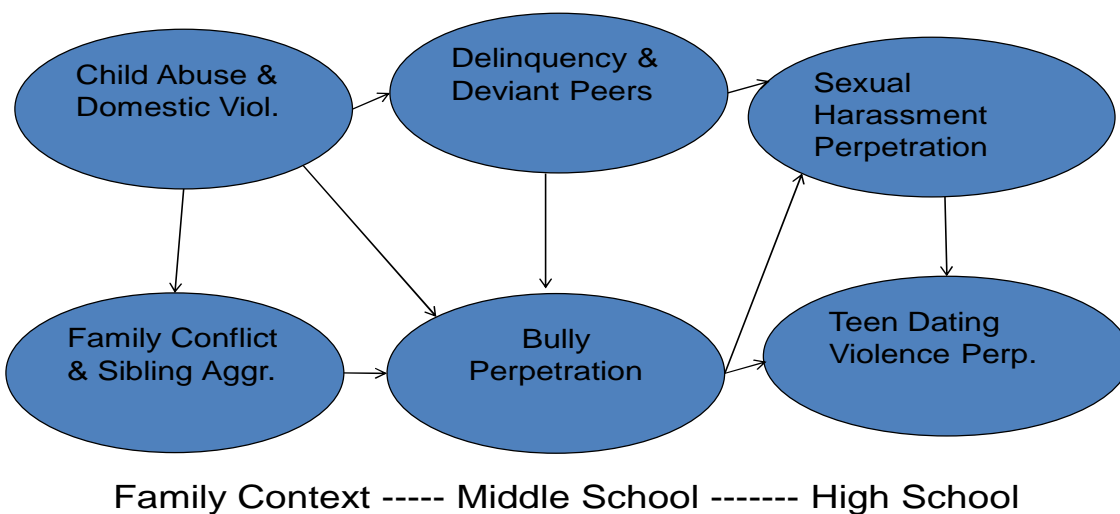 Child Abuse &
Domestic Viol.
Delinquency &
Deviant Peers
Sexual
Harassment
Perpetration
Family Conflict
& Sibling Aggr.
Bully
Perpetration
Teen Dating
Violence Perp.
Family Context ----- Middle School ------- High School